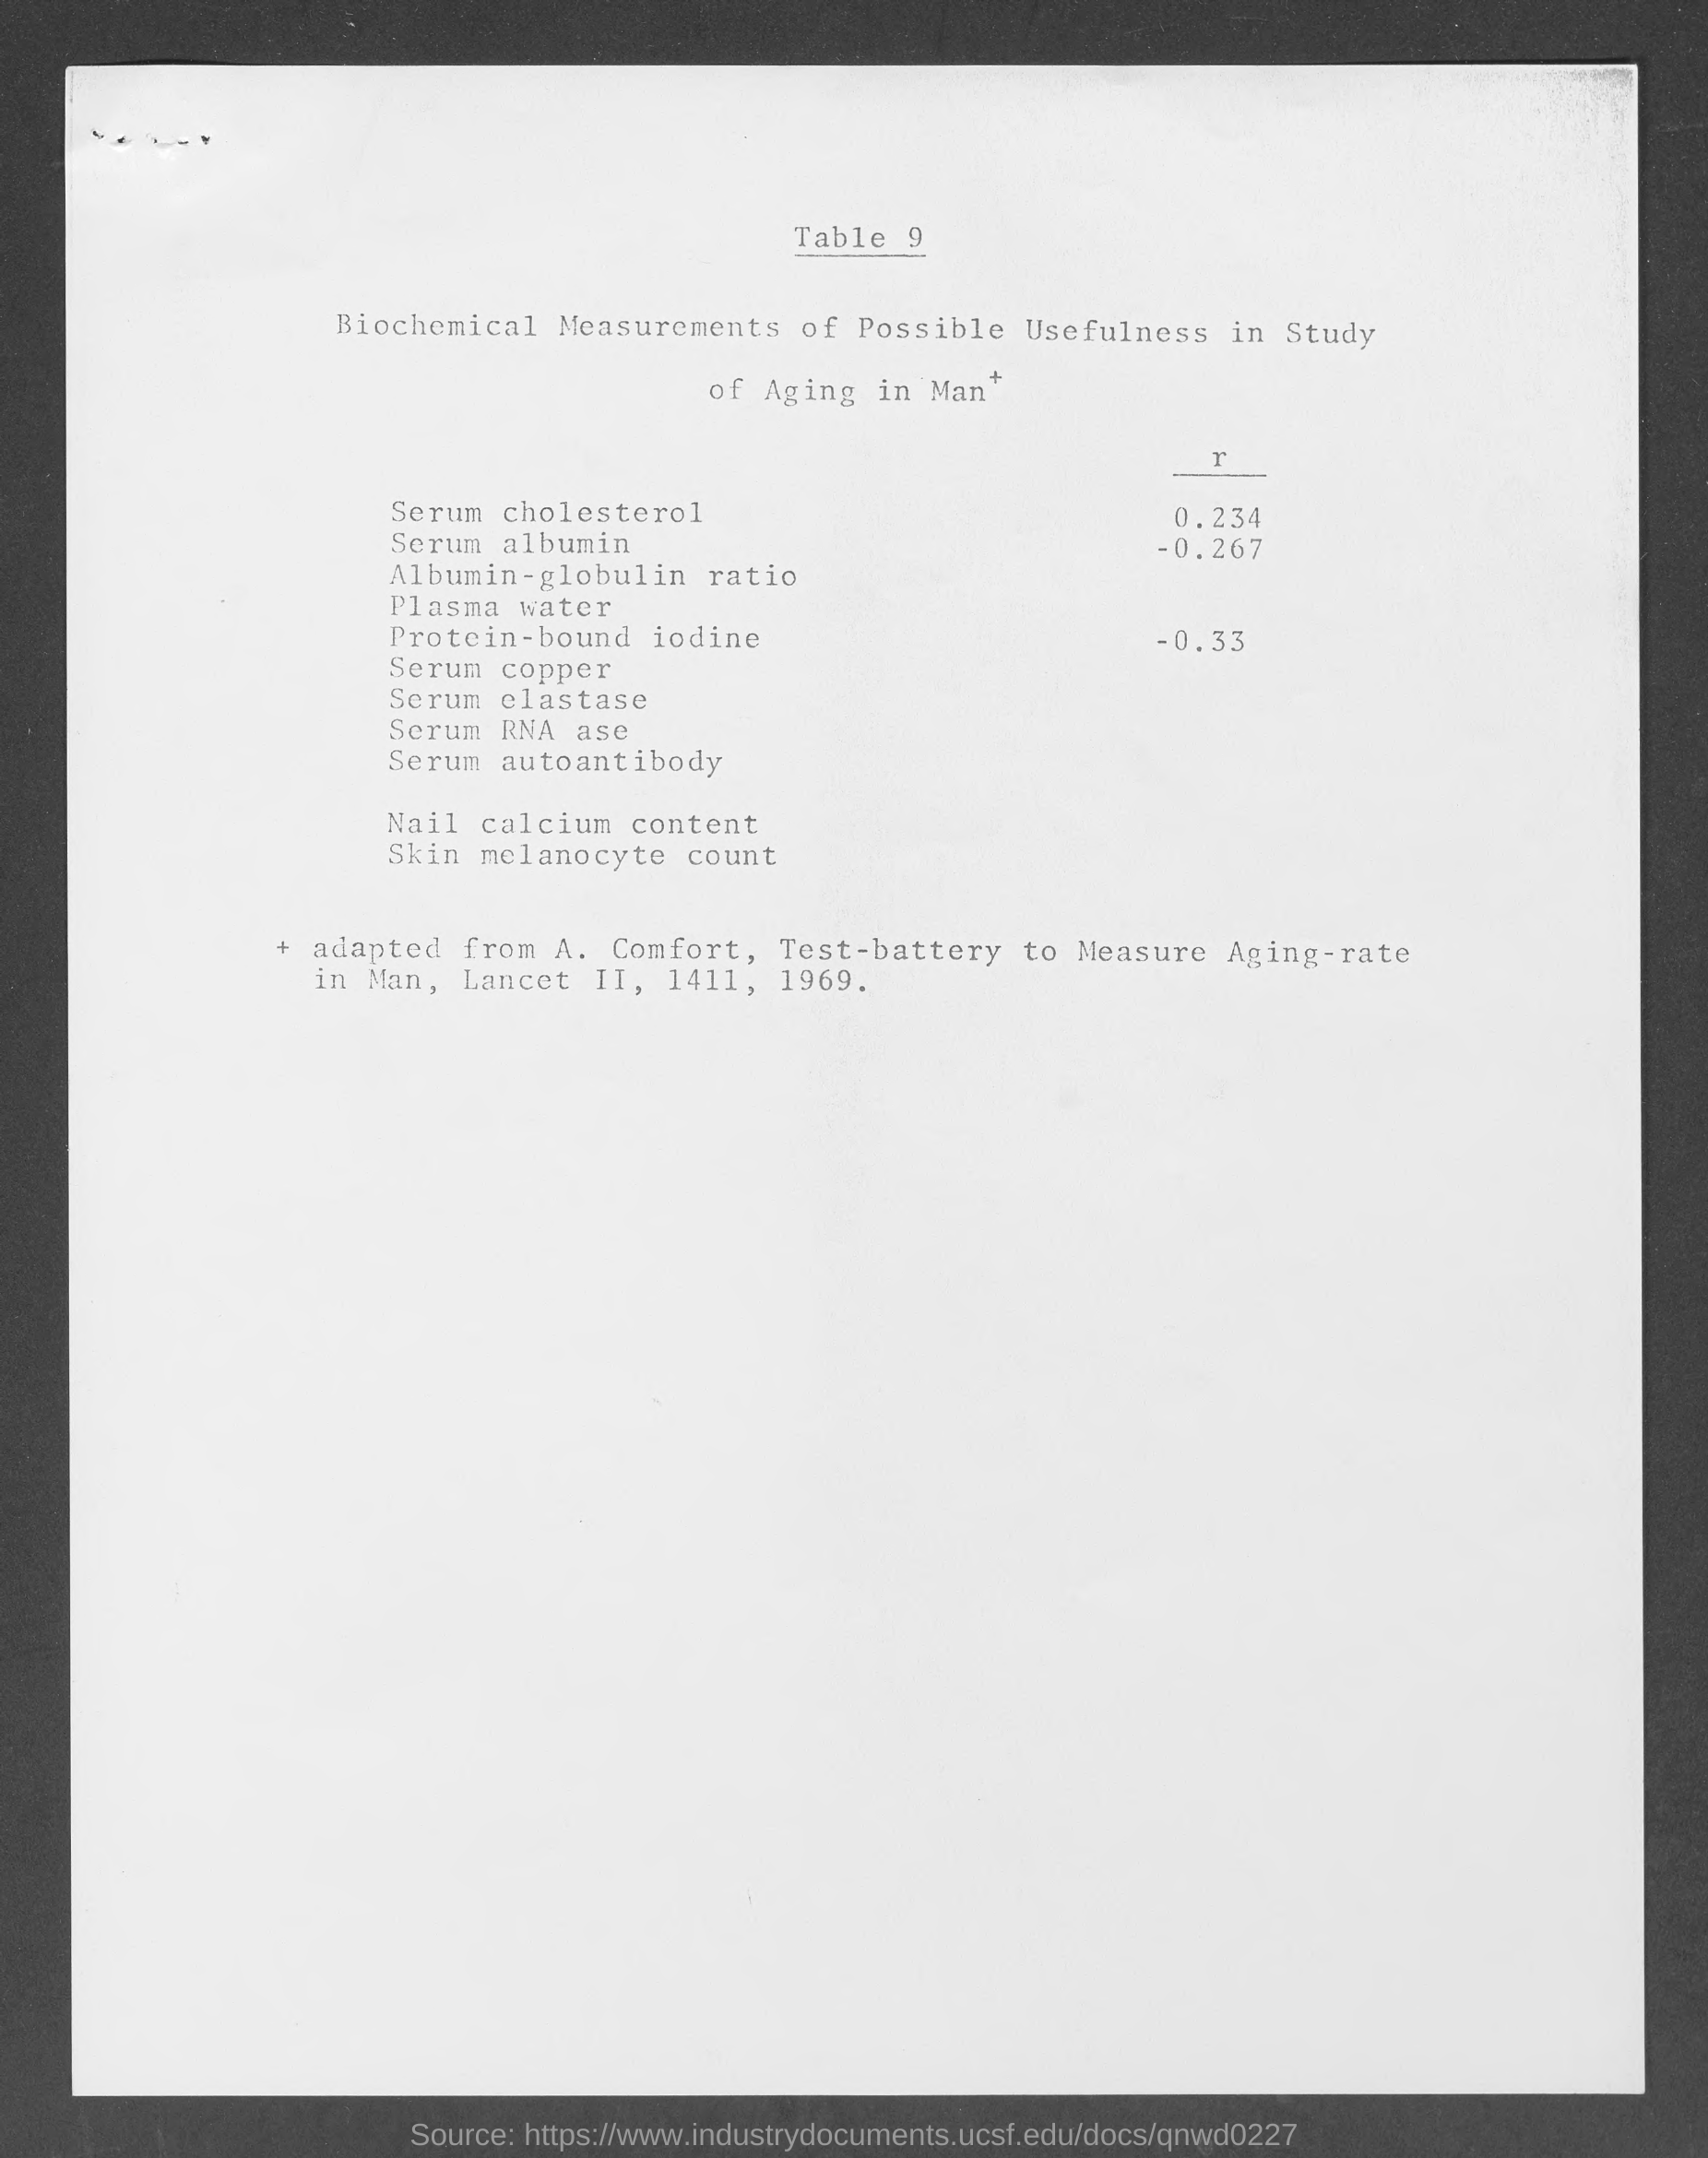 Table 9
Biochemical Measurements of Possible Usefulness in Study
of Aging in Man+
r
Serum cholesterol 0.234
Serum albumin -0.267
Albumin-globulin ratio
Plasma water
Protein-bound iodine -0.33
Serum copper
Serum elastase
Serum RNA ase
Serum autoantibody
Nail calcium content
Skin melanocyte count
+ adapted from A. Comfort, Test-battery to Measure Aging-rate
in Man, Lancet II, 1411, 1969.
Source: https://www.industrydocuments.ucsf.edu/docs/qnwd0227